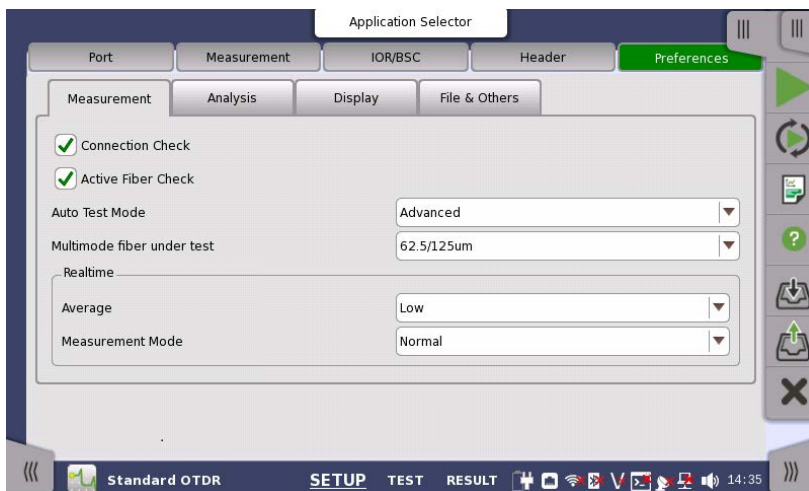 Application Selector
Port Measurement IOR/BSC Header Preferences
Measurement Analysis Display File & Others
Connection Check
Active Fiber Check
Auto Test Mode Advanced
Multimode fiber under test 62.5/125um
Realtime
Average Low
Measurement Mode Normal
Standard OTDR SETUP TEST RESULT 14:35